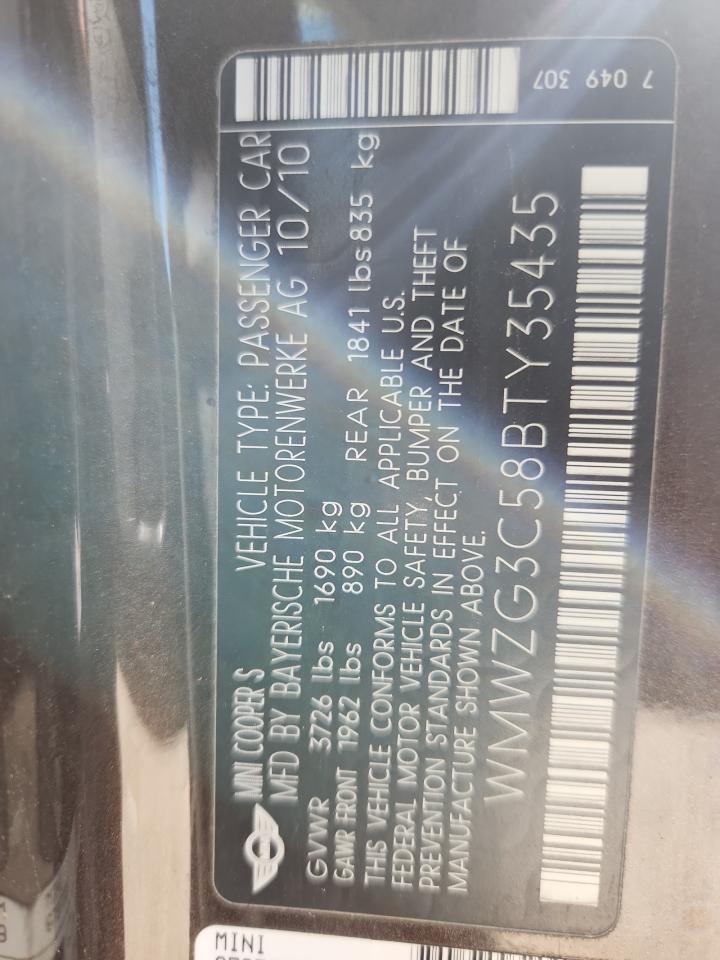 7 049 307
MINI COOPER S VEHICLE TYPE: PASSENGER CAR
MFD BY BAYERISCHE MOTORENWERKE AG 10/10
GVWR 3726 lbs 1690 kg
GAWR FRONT 1962 lbs 890 kg REAR 1841 lbs 835 kg
THIS VEHICLE CONFORMS TO ALL APPLICABLE U.S.
FEDERAL MOTOR VEHICLE SAFETY, BUMPER AND THEFT
PREVENTION STANDARDS IN EFFECT ON THE DATE OF
MANUFACTURE SHOWN ABOVE.
WMWZG3C58BTY35435
MINI